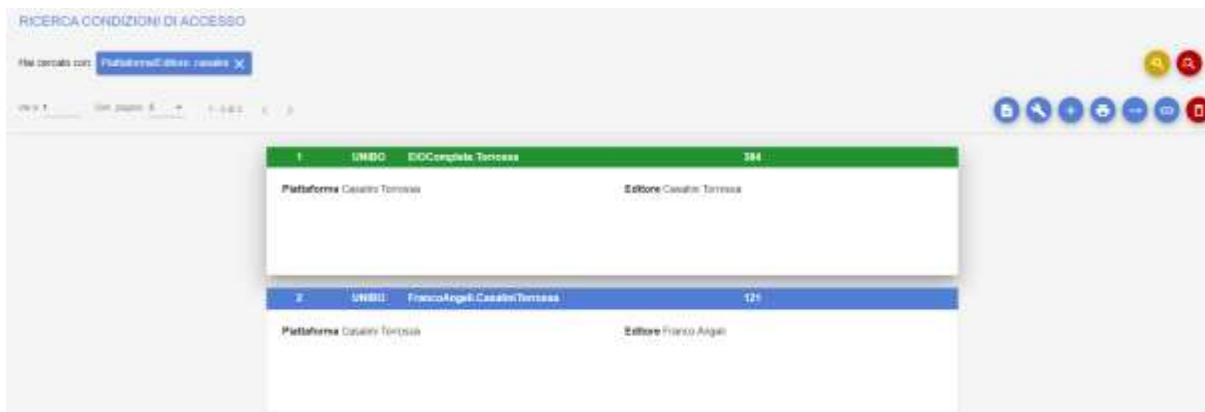 RICERCA CONDIZIONI DI ACCESSO
Hai cercato con: Piattaforma/Editore: casalini
1
UNIBO
EIOCompleta.Torrossa
384
Piattaforma Casalini Torrossa
Editore Casalini Torrossa
2
UNIBO
FrancoAngeli.CasaliniTorrossa
121
Piattaforma Casalini Torrossa
Editore Franco Angeli